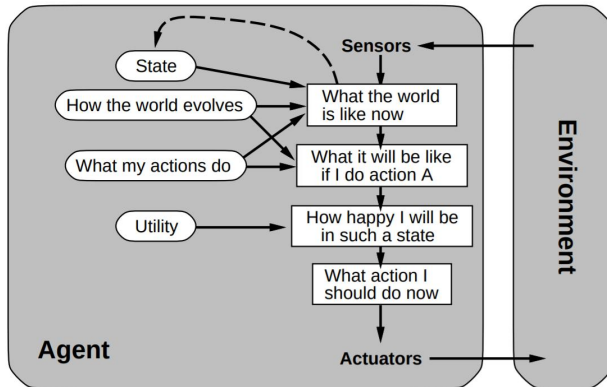 Sensors
State
How the world evolves
What the world
is like now
What my actions do
What it will be like
if I do action A
Utility
How happy I will be
in such a state
What action I
should do now
Agent
Actuators
Environment